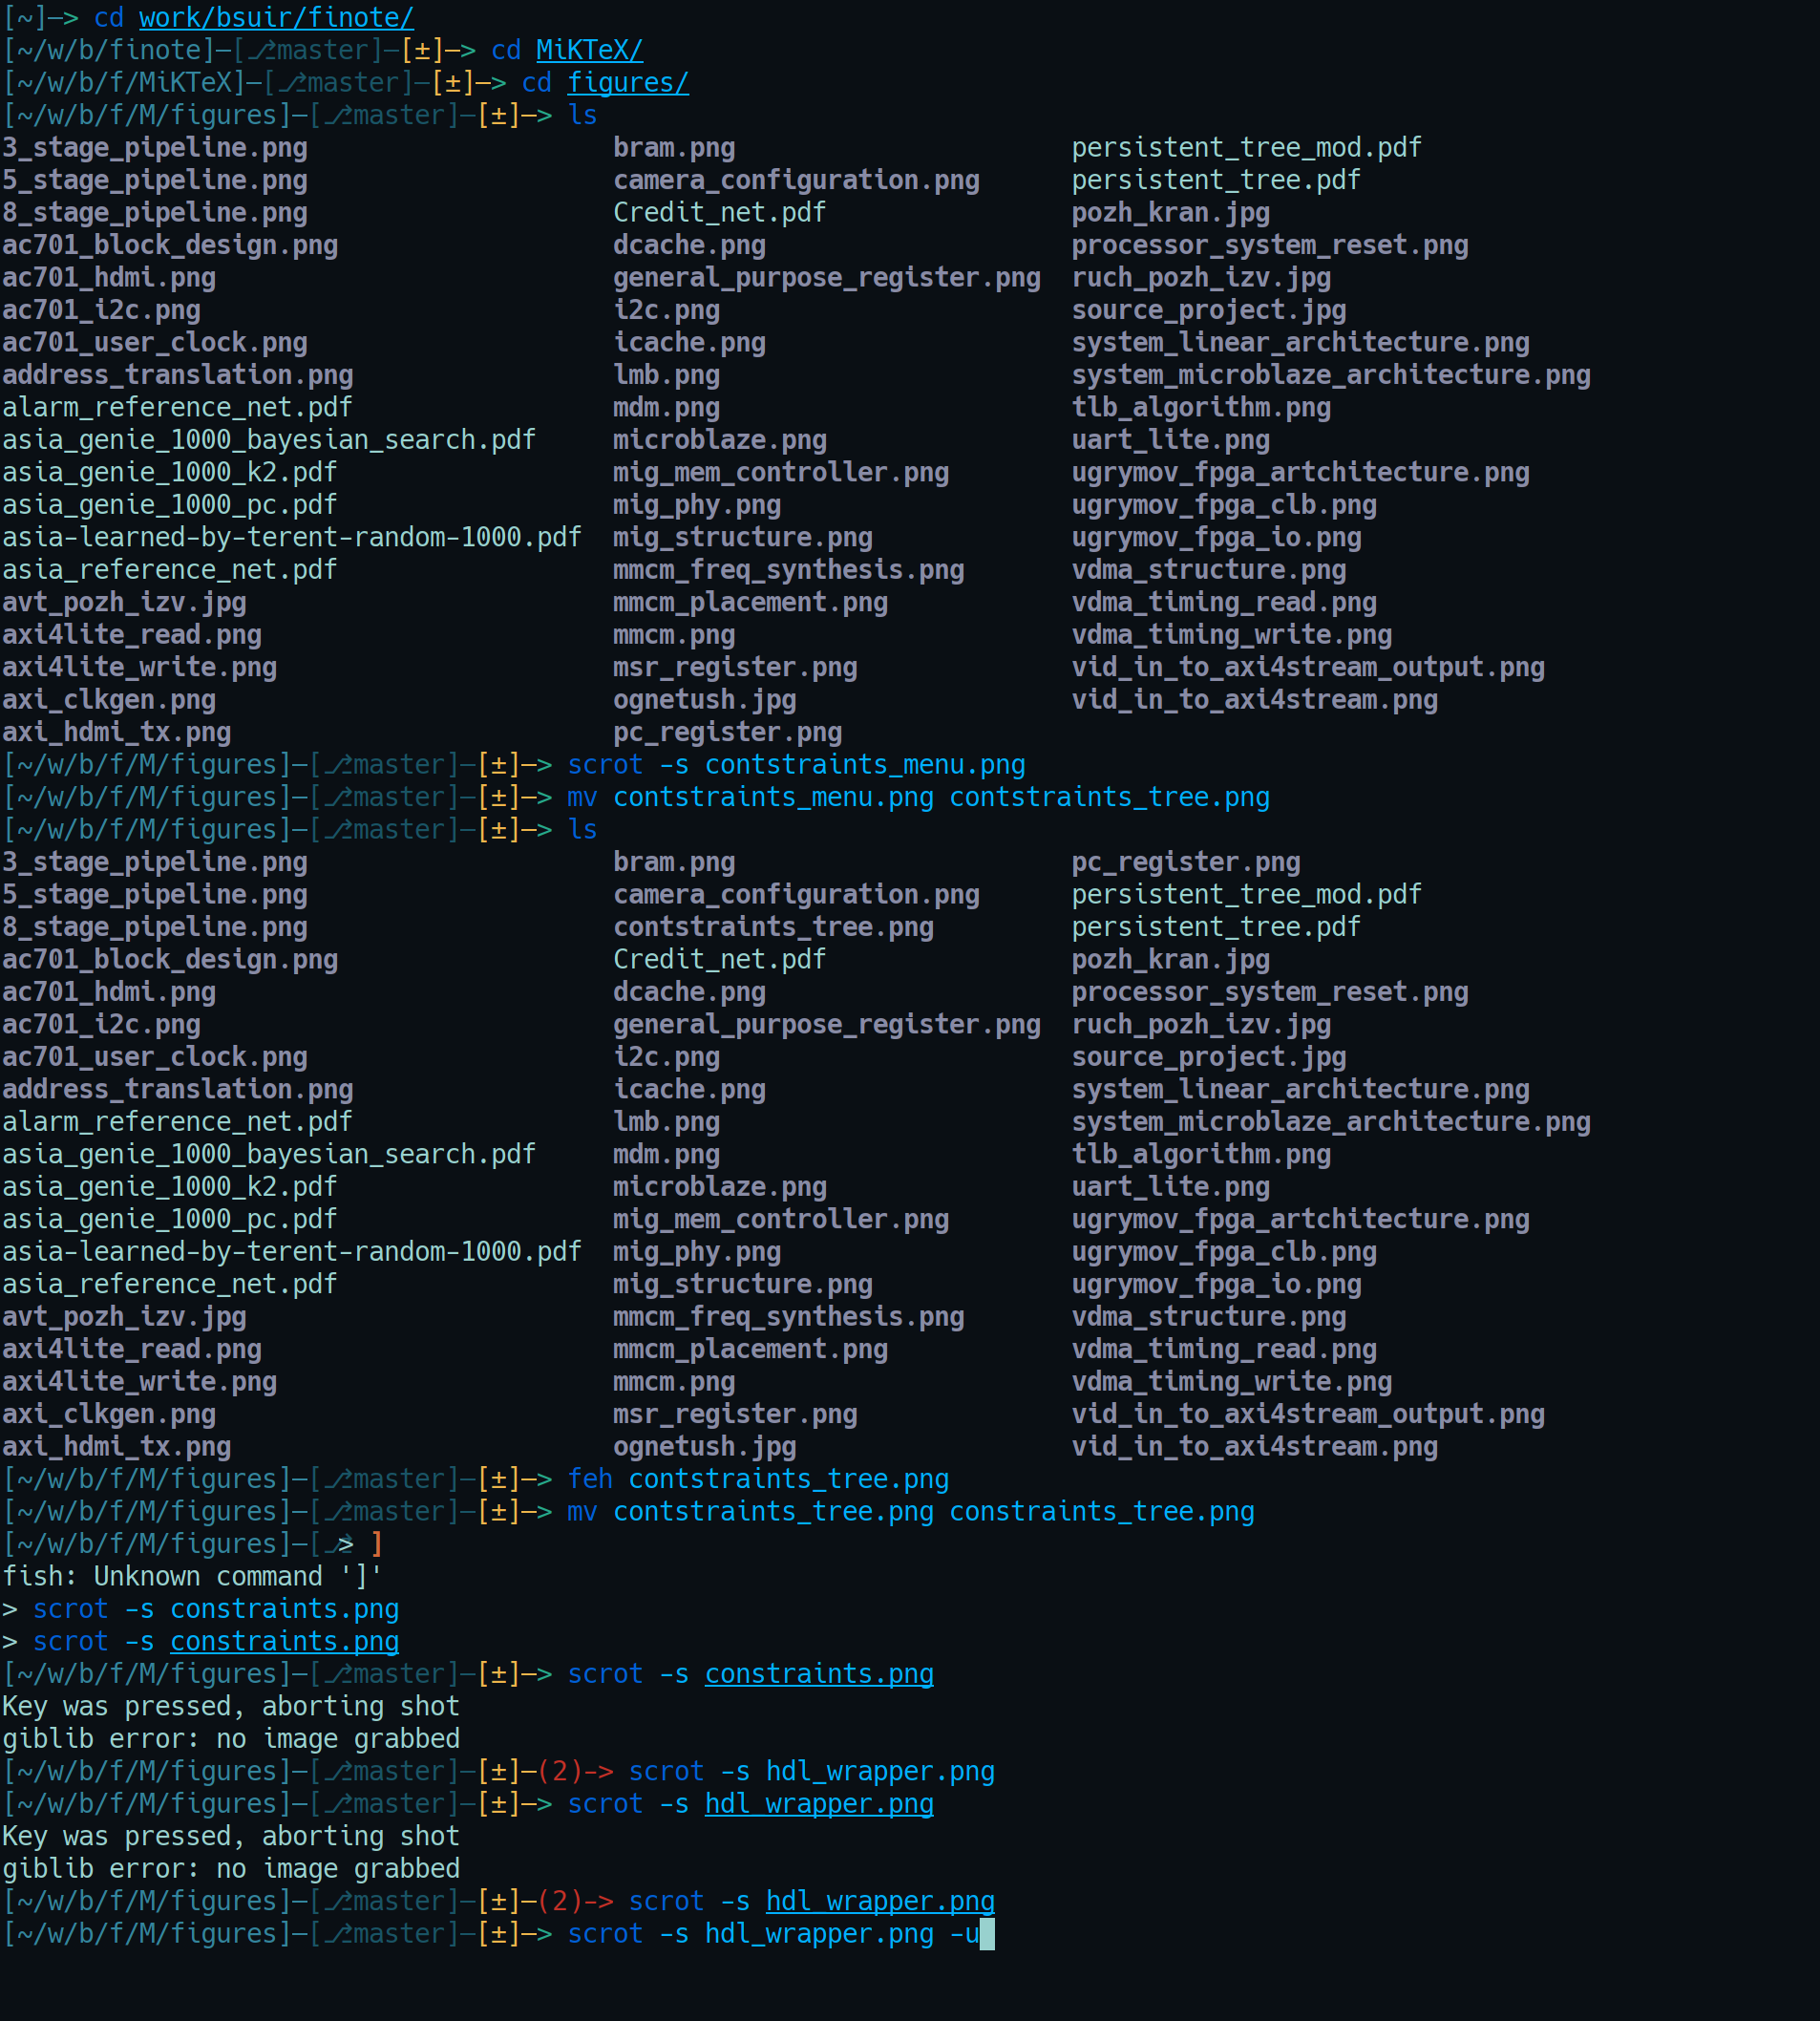 [~]—> cd work/bsuir/finote/
[~/w/b/finote]—[⎇master]—[±]—> cd MiKTeX/
[~/w/b/f/MiKTeX]—[⎇master]—[±]—> cd figures/
[~/w/b/f/M/figures]—[⎇master]—[±]—> ls
3_stage_pipeline.png bram.png persistent_tree_mod.pdf
5_stage_pipeline.png camera_configuration.png persistent_tree.pdf
8_stage_pipeline.png Credit_net.pdf pozh_kran.jpg
ac701_block_design.png dcache.png processor_system_reset.png
ac701_hdmi.png general_purpose_register.png ruch_pozh_izv.jpg
ac701_i2c.png i2c.png source_project.jpg
ac701_user_clock.png icache.png system_linear_architecture.png
address_translation.png lmb.png system_microblaze_architecture.png
alarm_reference_net.pdf mdm.png tlb_algorithm.png
asia_genie_1000_bayesian_search.pdf microblaze.png uart_lite.png
asia_genie_1000_k2.pdf mig_mem_controller.png ugrymov_fpga_artchitecture.png
asia_genie_1000_pc.pdf mig_phy.png ugrymov_fpga_clb.png
asia-learned-by-terent-random-1000.pdf mig_structure.png ugrymov_fpga_io.png
asia_reference_net.pdf mmcm_freq_synthesis.png vdma_structure.png
avt_pozh_izv.jpg mmcm_placement.png vdma_timing_read.png
axi4lite_read.png mmcm.png vdma_timing_write.png
axi4lite_write.png msr_register.png vid_in_to_axi4stream_output.png
axi_clkgen.png ognetush.jpg vid_in_to_axi4stream.png
axi_hdmi_tx.png pc_register.png
[~/w/b/f/M/figures]—[⎇master]—[±]—> scrot -s contstraints_menu.png
[~/w/b/f/M/figures]—[⎇master]—[±]—> mv contstraints_menu.png contstraints_tree.png
[~/w/b/f/M/figures]—[⎇master]—[±]—> ls
3_stage_pipeline.png bram.png pc_register.png
5_stage_pipeline.png camera_configuration.png persistent_tree_mod.pdf
8_stage_pipeline.png contstraints_tree.png persistent_tree.pdf
ac701_block_design.png Credit_net.pdf pozh_kran.jpg
ac701_hdmi.png dcache.png processor_system_reset.png
ac701_i2c.png general_purpose_register.png ruch_pozh_izv.jpg
ac701_user_clock.png i2c.png source_project.jpg
address_translation.png icache.png system_linear_architecture.png
alarm_reference_net.pdf lmb.png system_microblaze_architecture.png
asia_genie_1000_bayesian_search.pdf mdm.png tlb_algorithm.png
asia_genie_1000_k2.pdf microblaze.png uart_lite.png
asia_genie_1000_pc.pdf mig_mem_controller.png ugrymov_fpga_artchitecture.png
asia-learned-by-terent-random-1000.pdf mig_phy.png ugrymov_fpga_clb.png
asia_reference_net.pdf mig_structure.png ugrymov_fpga_io.png
avt_pozh_izv.jpg mmcm_freq_synthesis.png vdma_structure.png
axi4lite_read.png mmcm_placement.png vdma_timing_read.png
axi4lite_write.png mmcm.png vdma_timing_write.png
axi_clkgen.png msr_register.png vid_in_to_axi4stream_output.png
axi_hdmi_tx.png ognetush.jpg vid_in_to_axi4stream.png
[~/w/b/f/M/figures]—[⎇master]—[±]—> feh contstraints_tree.png
[~/w/b/f/M/figures]—[⎇master]—[±]—> mv contstraints_tree.png constraints_tree.png
[~/w/b/f/M/figures]—[⎇> ]
fish: Unknown command ']'
> scrot -s constraints.png
> scrot -s constraints.png
[~/w/b/f/M/figures]—[⎇master]—[±]—> scrot -s constraints.png
Key was pressed, aborting shot
giblib error: no image grabbed
[~/w/b/f/M/figures]—[⎇master]—[±]—(2)—> scrot -s hdl_wrapper.png
[~/w/b/f/M/figures]—[⎇master]—[±]—> scrot -s hdl_wrapper.png
Key was pressed, aborting shot
giblib error: no image grabbed
[~/w/b/f/M/figures]—[⎇master]—[±]—(2)—> scrot -s hdl_wrapper.png
[~/w/b/f/M/figures]—[⎇master]—[±]—> scrot -s hdl_wrapper.png -u